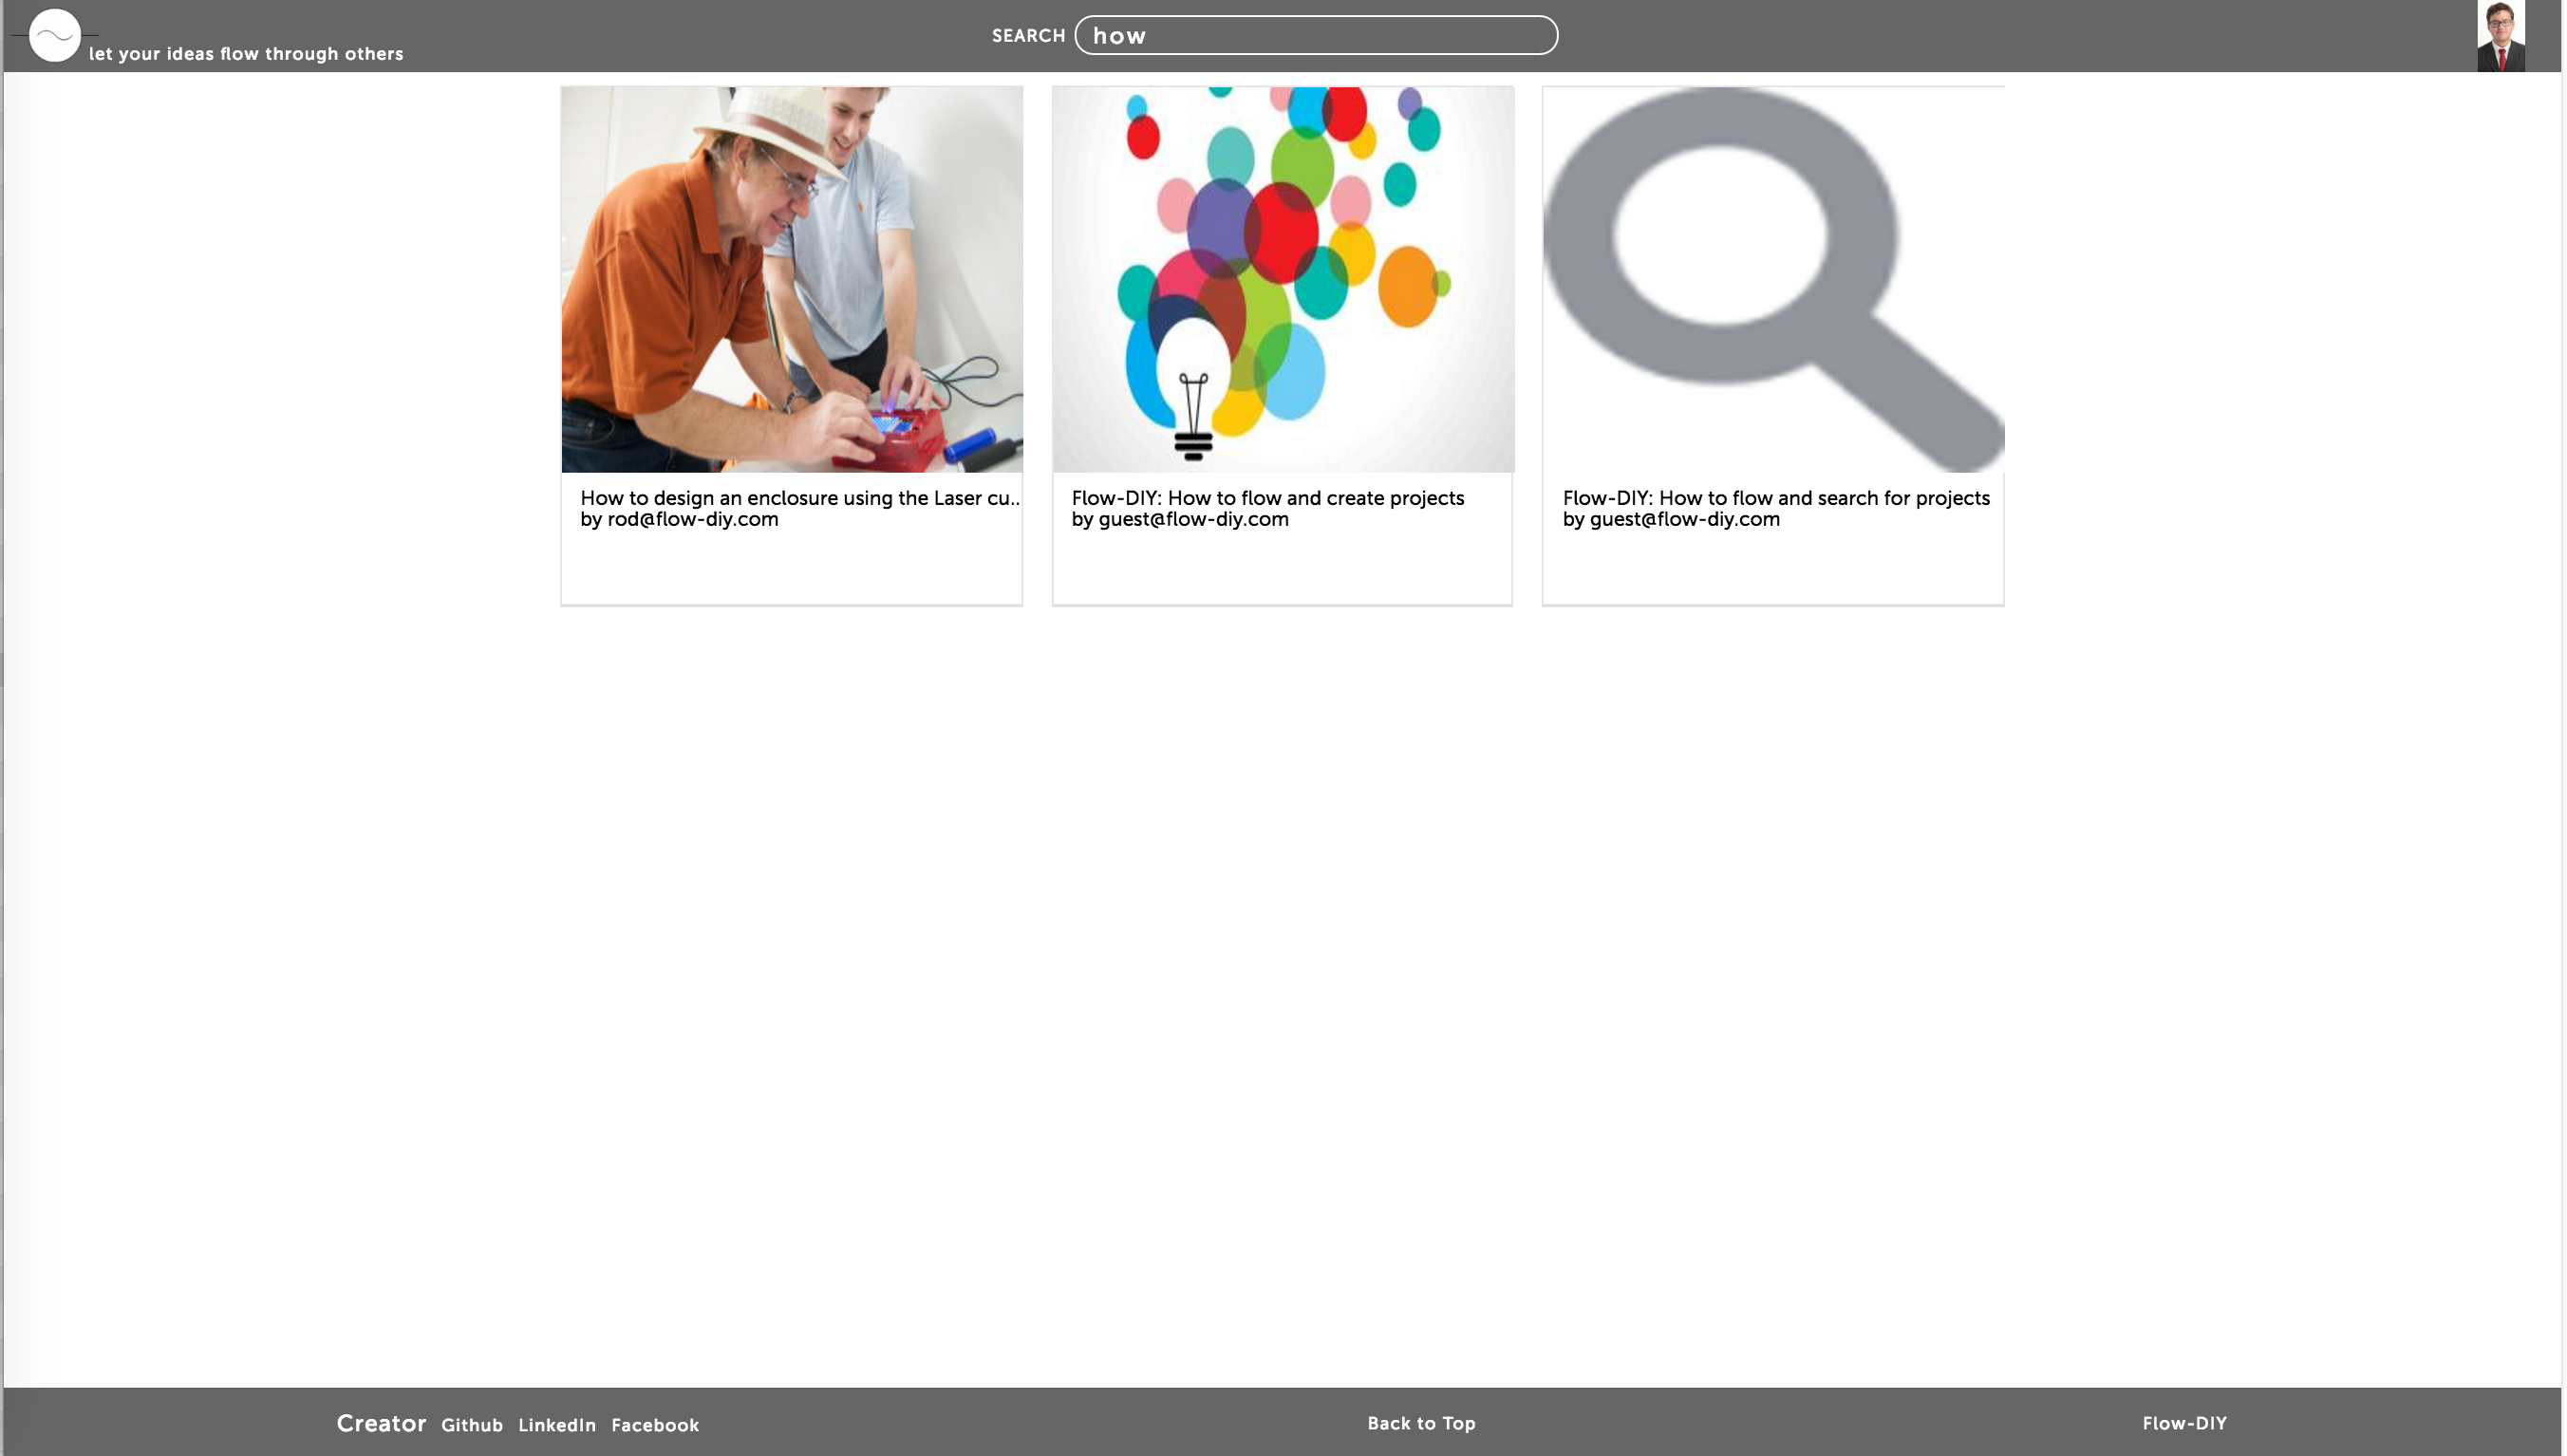 let your ideas flow through others
SEARCH how
How to design an enclosure using the Laser cu..
by rod@flow-diy.com
Flow-DIY: How to flow and create projects
by guest@flow-diy.com
Flow-DIY: How to flow and search for projects
by guest@flow-diy.com
Creator Github LinkedIn Facebook
Back to Top
Flow-DIY